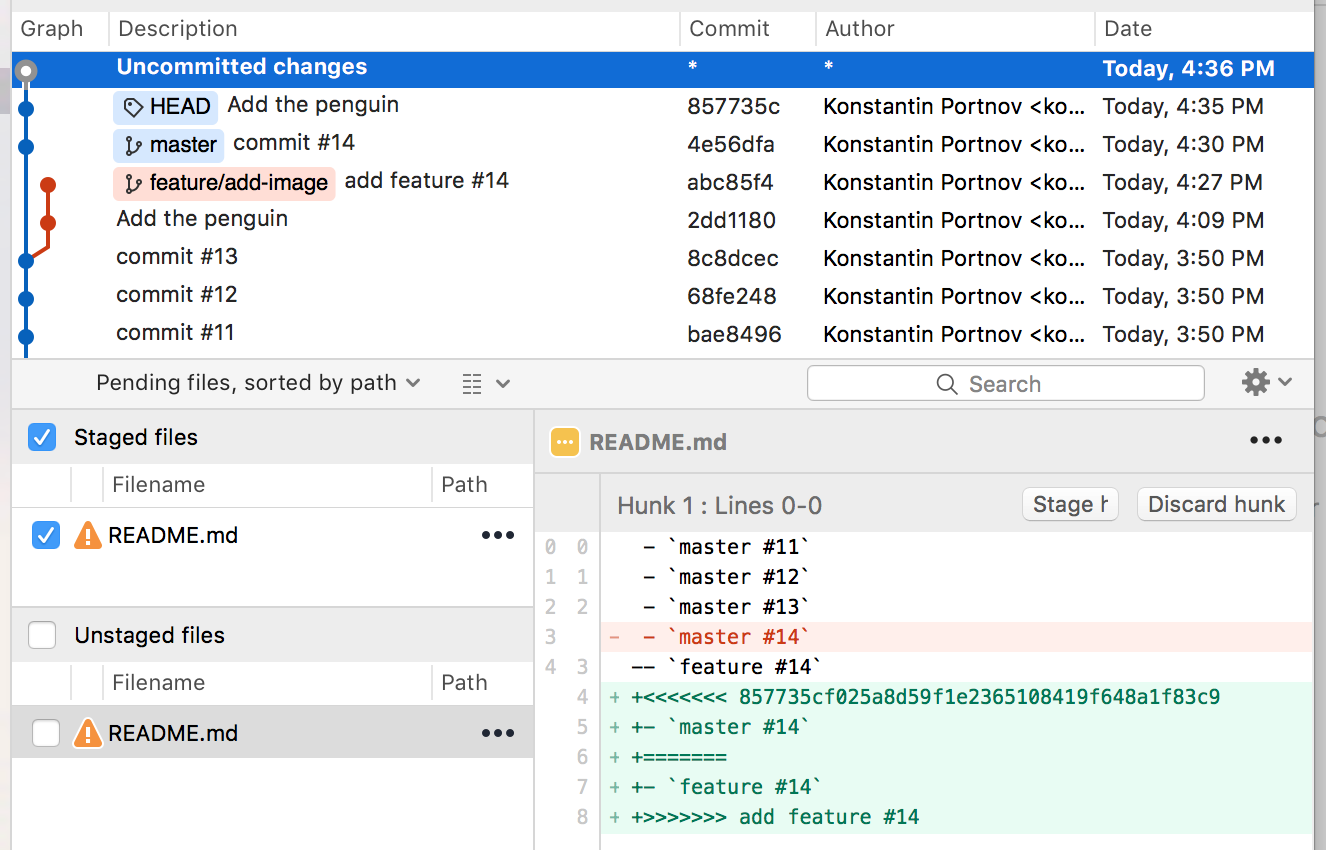 Graph Description Commit Author Date
Uncommitted changes * * Today, 4:36 PM
HEAD Add the penguin 857735c Konstantin Portnov <ko... Today, 4:35 PM
master commit #14 4e56dfa Konstantin Portnov <ko... Today, 4:30 PM
feature/add-image add feature #14 abc85f4 Konstantin Portnov <ko... Today, 4:27 PM
Add the penguin 2dd1180 Konstantin Portnov <ko... Today, 4:09 PM
commit #13 8c8dcec Konstantin Portnov <ko... Today, 3:50 PM
commit #12 68fe248 Konstantin Portnov <ko... Today, 3:50 PM
commit #11 bae8496 Konstantin Portnov <ko... Today, 3:50 PM
Pending files, sorted by path Search
Staged files
Filename Path
README.md
Unstaged files
Filename Path
README.md
README.md
Hunk 1 : Lines 0-0 Stage h Discard hunk
0 0 - `master #11`
1 1 - `master #12`
2 2 - `master #13`
3 - - `master #14`
4 3 -- `feature #14`
4 + +<<<<<<< 857735cf025a8d59f1e2365108419f648a1f83c9
5 + +- `master #14`
6 + +=======
7 + +- `feature #14`
8 + +>>>>>>> add feature #14